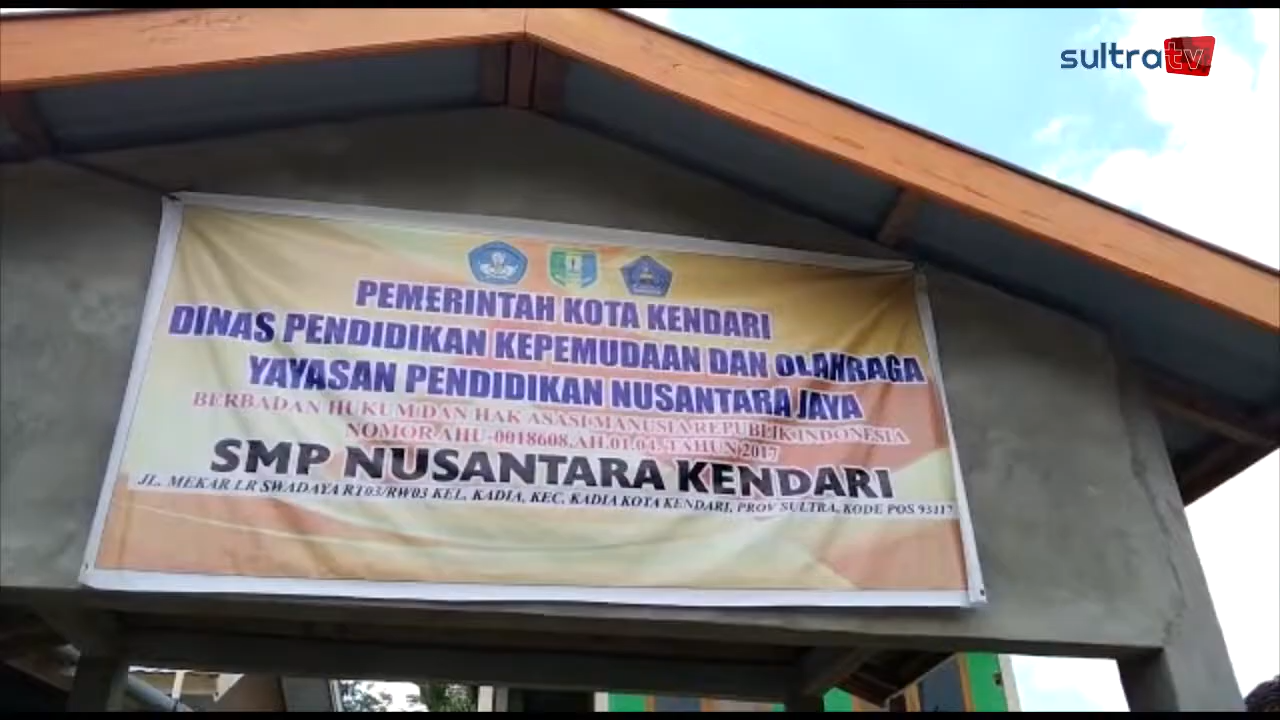 sultratv
PEMERINTAH KOTA KENDARI
DINAS PENDIDIKAN KEPEMUDAAN DAN OLAHRAGA
YAYASAN PENDIDIKAN NUSANTARA JAYA
BERBADAN HUKUM DAN HAK ASASI MANUSIA REPUBLIK INDONESIA
NOMOR AHU-0018608.AH.01.04. TAHUN 2017
SMP NUSANTARA KENDARI
JL. MEKAR LR SWADAYA RT03/RW03 KEL. KADIA, KEC. KADIA KOTA KENDARI, PROV SULTRA, KODE POS 93117